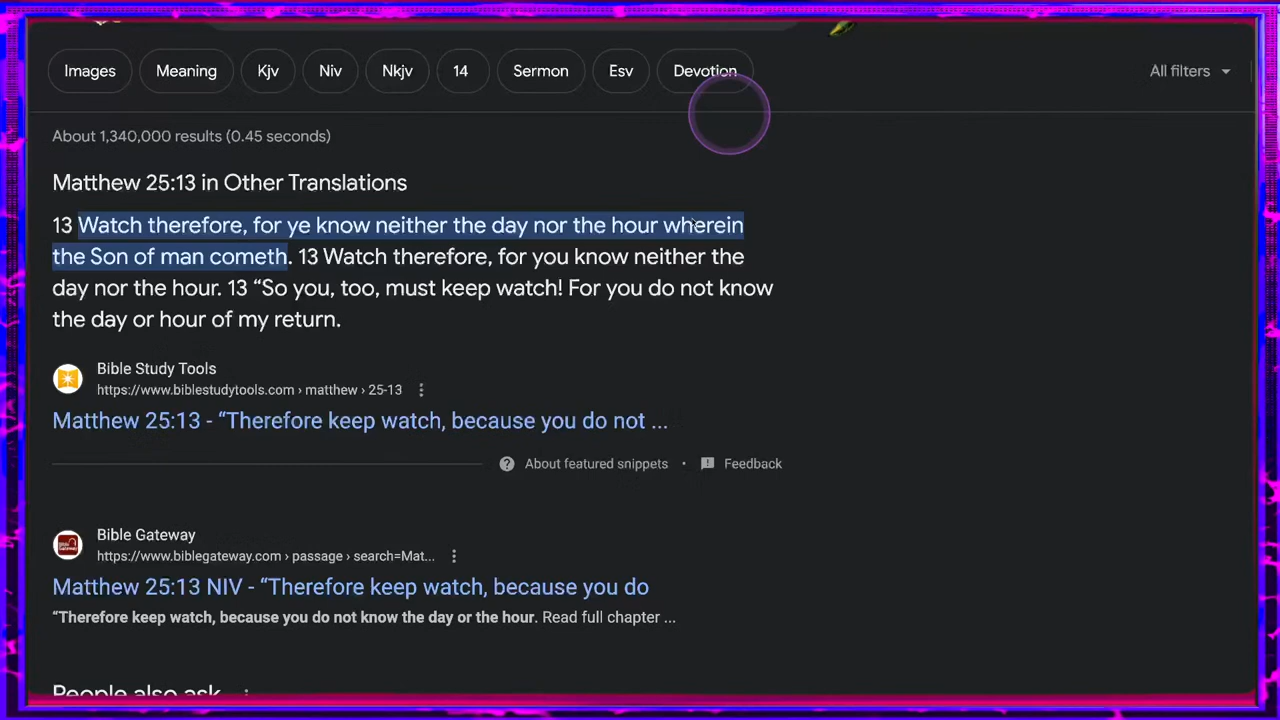 Images Meaning Kjv Niv Nkjv 14 Sermon Esv Devotion All filters
About 1,340,000 results (0.45 seconds)
Matthew 25:13 in Other Translations
13 Watch therefore, for ye know neither the day nor the hour wherein
the Son of man cometh. 13 Watch therefore, for you know neither the
day nor the hour. 13 “So you, too, must keep watch! For you do not know
the day or hour of my return.
Bible Study Tools
https://www.biblestudytools.com › matthew › 25-13
Matthew 25:13 - “Therefore keep watch, because you do not ...
About featured snippets • Feedback
Bible Gateway
https://www.biblegateway.com › passage › search=Mat...
Matthew 25:13 NIV - “Therefore keep watch, because you do
“Therefore keep watch, because you do not know the day or the hour. Read full chapter ...
People also ask